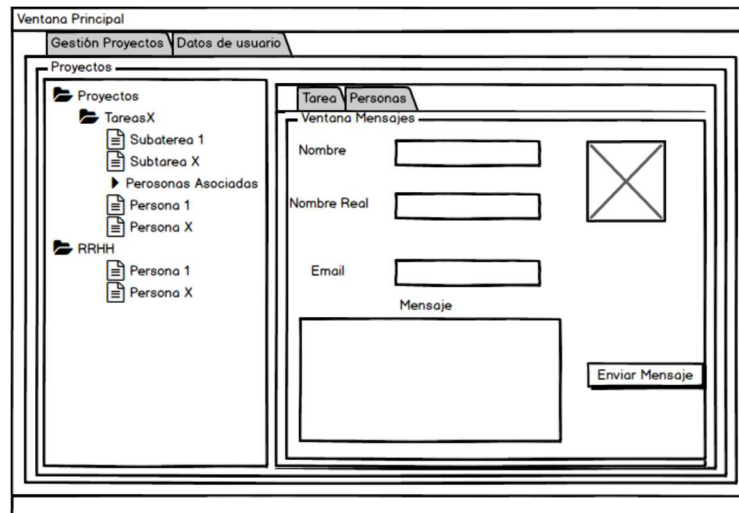 Ventana Principal
Gestión Proyectos Datos de usuario
Proyectos
Proyectos
TareasX
Subaterea 1
Subtarea X
Perosonas Asociadas
Persona 1
Persona X
RRHH
Persona 1
Persona X
Tarea Personas
Ventana Mensajes
Nombre
Nombre Real
Email
Mensaje
Enviar Mensaje